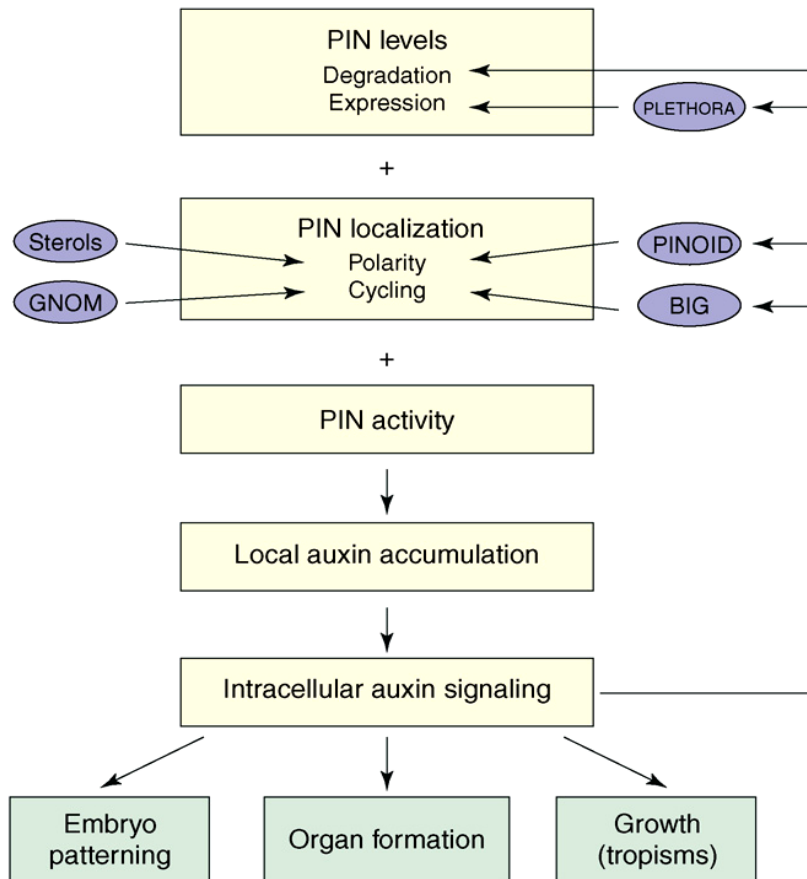 PIN levels
Degradation
Expression
PLETHORA
+
PIN localization
Sterols
Polarity
PINOID
GNOM
Cycling
BIG
+
PIN activity
Local auxin accumulation
Intracellular auxin signaling
Embryo
patterning
Organ formation
Growth
(tropisms)